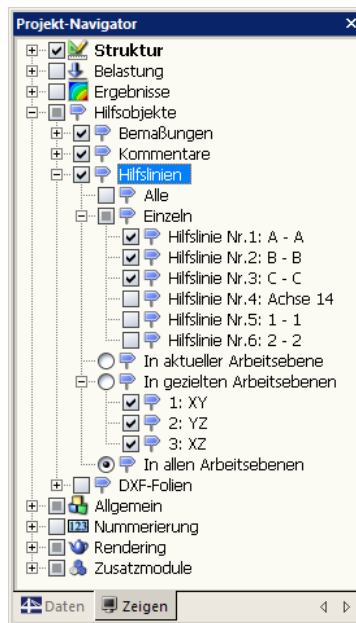 Projekt-Navigator
Struktur
Belastung
Ergebnisse
Hilfsobjekte
Bemaßungen
Kommentare
Hilfslinien
Alle
Einzeln
Hilfslinie Nr.1: A - A
Hilfslinie Nr.2: B - B
Hilfslinie Nr.3: C - C
Hilfslinie Nr.4: Achse 14
Hilfslinie Nr.5: 1 - 1
Hilfslinie Nr.6: 2 - 2
In aktueller Arbeitsebene
In gezielten Arbeitsebenen
1: XY
2: YZ
3: XZ
In allen Arbeitsebenen
DXF-Folien
Allgemein
123 Nummerierung
Rendering
Zusatzmodule
Daten Zeigen